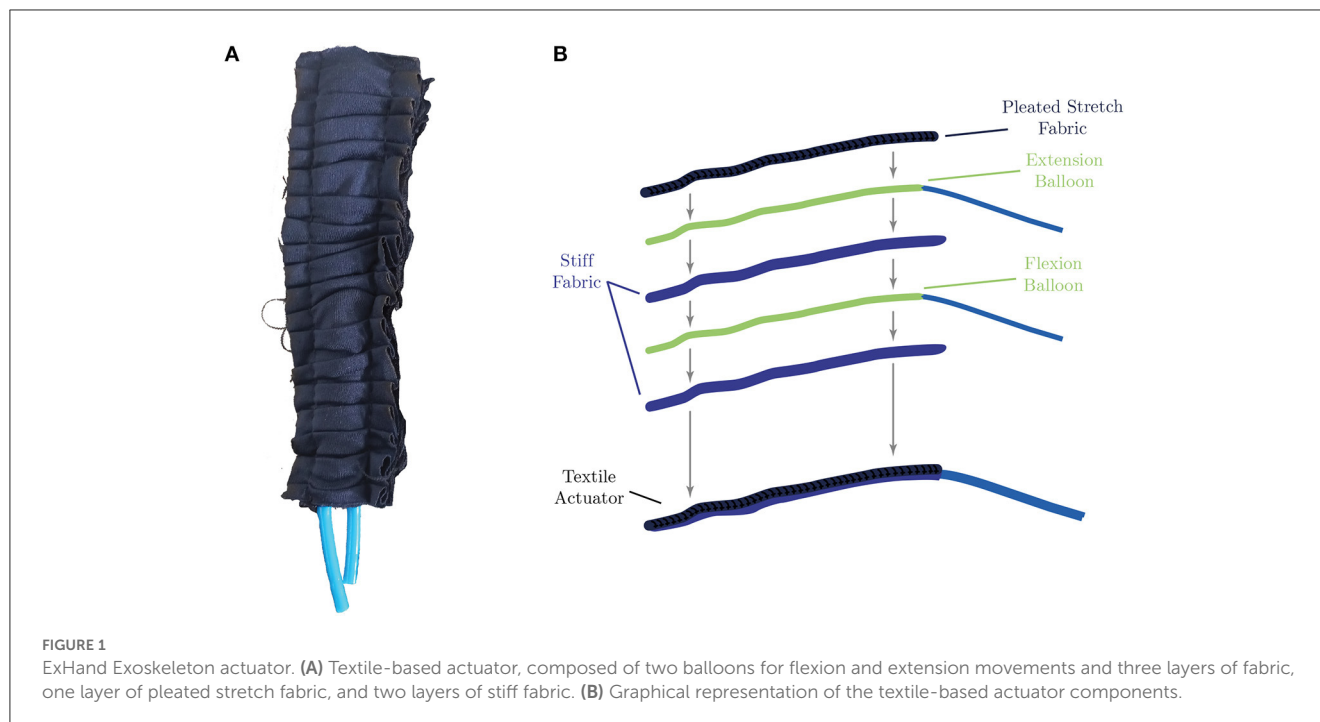 A
B
Pleated Stretch
Fabric
Extension
Balloon
Stiff
Fabric
Flexion
Balloon
Textile
Actuator
FIGURE 1
ExHand Exoskeleton actuator. (A) Textile-based actuator, composed of two balloons for flexion and extension movements and three layers of fabric,
one layer of pleated stretch fabric, and two layers of stiff fabric. (B) Graphical representation of the textile-based actuator components.